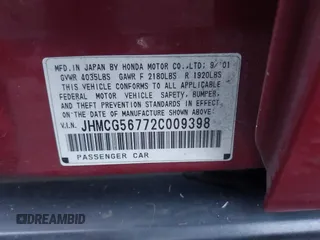 MFD. IN JAPAN BY HONDA MOTOR CO.,LTD. 9/01
GVWR 4035LBS GAWR F 2180LBS R 1920LBS
THIS VEHICLE CONFORMS TO ALL APPLICABLE
FEDERAL MOTOR VEHICLE SAFETY, BUMPER,
AND THEFT PREVENTION STANDARDS IN EFFECT
ON THE DATE OF MANUFACTURE SHOWN ABOVE.
V.I.N. JHMCG56772C009398
PASSENGER CAR
DREAMBID